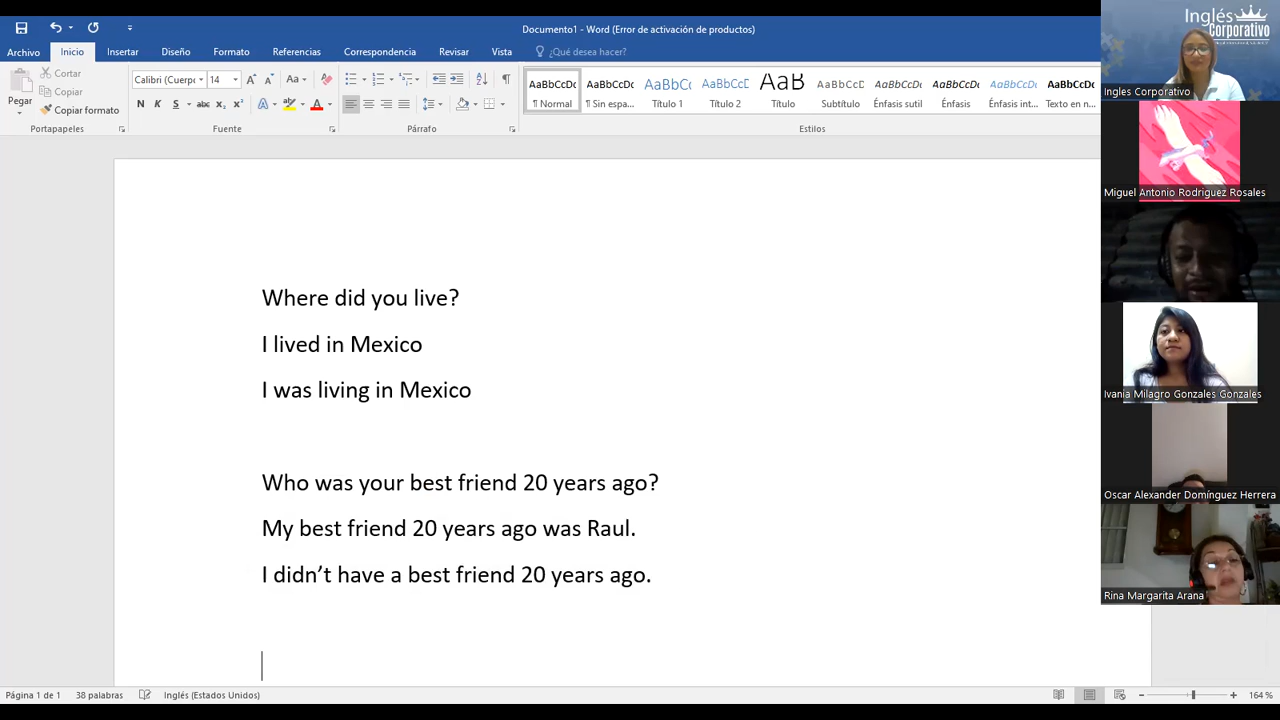 Documento1 - Word (Error de activación de productos)
Archivo Inicio Insertar Diseño Formato Referencias Correspondencia Revisar Vista ¿Qué desea hacer?
Pegar
Cortar
Copiar
Copiar formato
Portapapeles
Calibri (Cuerpo 14
N K S abc x₂ x²
Fuente
Párrafo
AaBbCcDc AaBbCcDc AaBbCc AaBbCcD AaB AaBbCcD AaBbCcDc AaBbCcDc AaBbCcDc AaBbCcDc
¶ Normal ¶ Sin espa... Título 1 Título 2 Título Subtítulo Énfasis sutil Énfasis Énfasis int... Texto en n...
Estilos
Where did you live?
I lived in Mexico
I was living in Mexico
Who was your best friend 20 years ago?
My best friend 20 years ago was Raul.
I didn’t have a best friend 20 years ago.
Página 1 de 1 38 palabras Inglés (Estados Unidos) 164 %
Inglés
Corporativo
Ingles Corporativo
Miguel Antonio Rodriguez Rosales
Ivania Milagro Gonzales Gonzales
Oscar Alexander Domínguez Herrera
Rina Margarita Arana